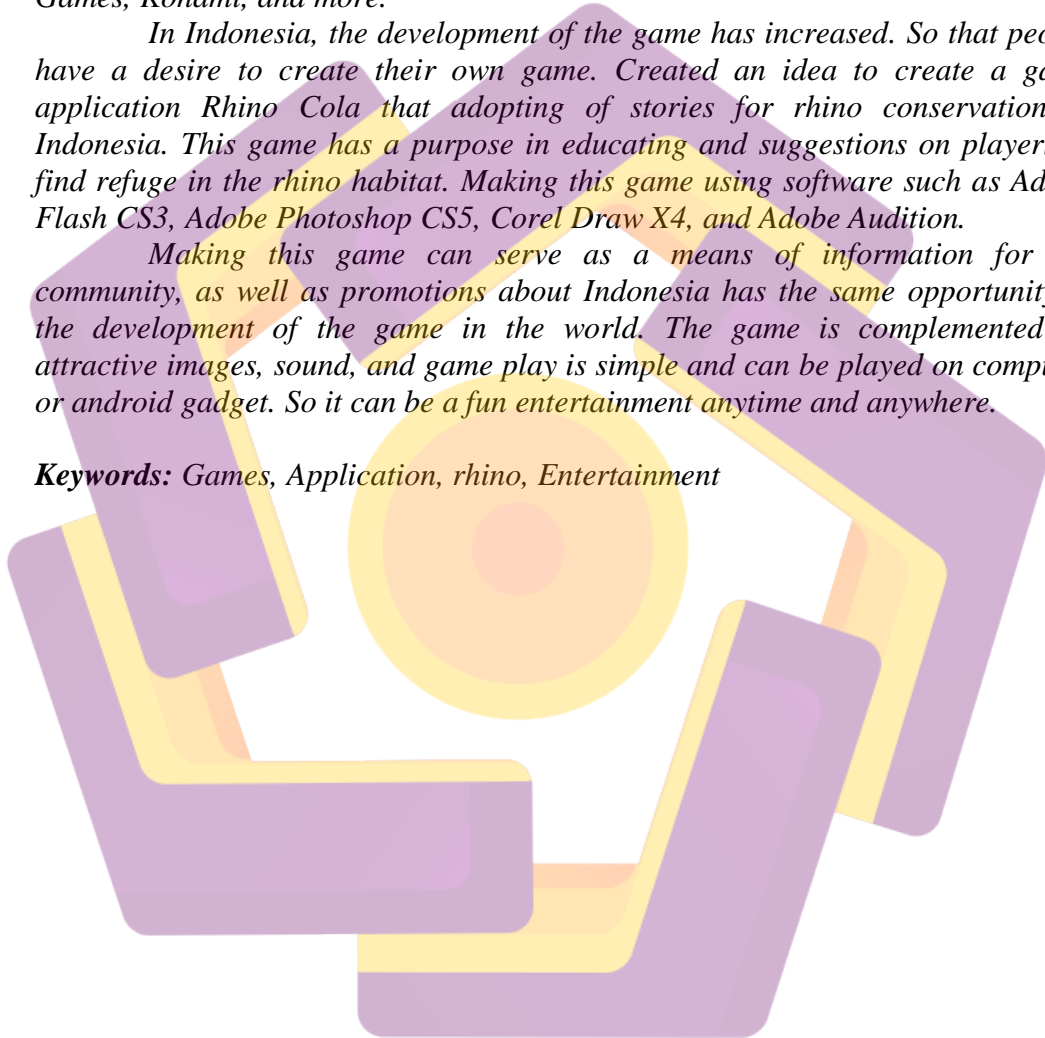 Games, Konami, and more.
In Indonesia, the development of the game has increased. So that peo
have a desire to create their own game. Created an idea to create a ga
application Rhino Cola that adopting of stories for rhino conservation
Indonesia. This game has a purpose in educating and suggestions on player
find refuge in the rhino habitat. Making this game using software such as Ad
Flash CS3, Adobe Photoshop CS5, Corel Draw X4, and Adobe Audition.
Making this game can serve as a means of information for
community, as well as promotions about Indonesia has the same opportunity
the development of the game in the world. The game is complemented
attractive images, sound, and game play is simple and can be played on compu
or android gadget. So it can be a fun entertainment anytime and anywhere.
Keywords: Games, Application, rhino, Entertainment